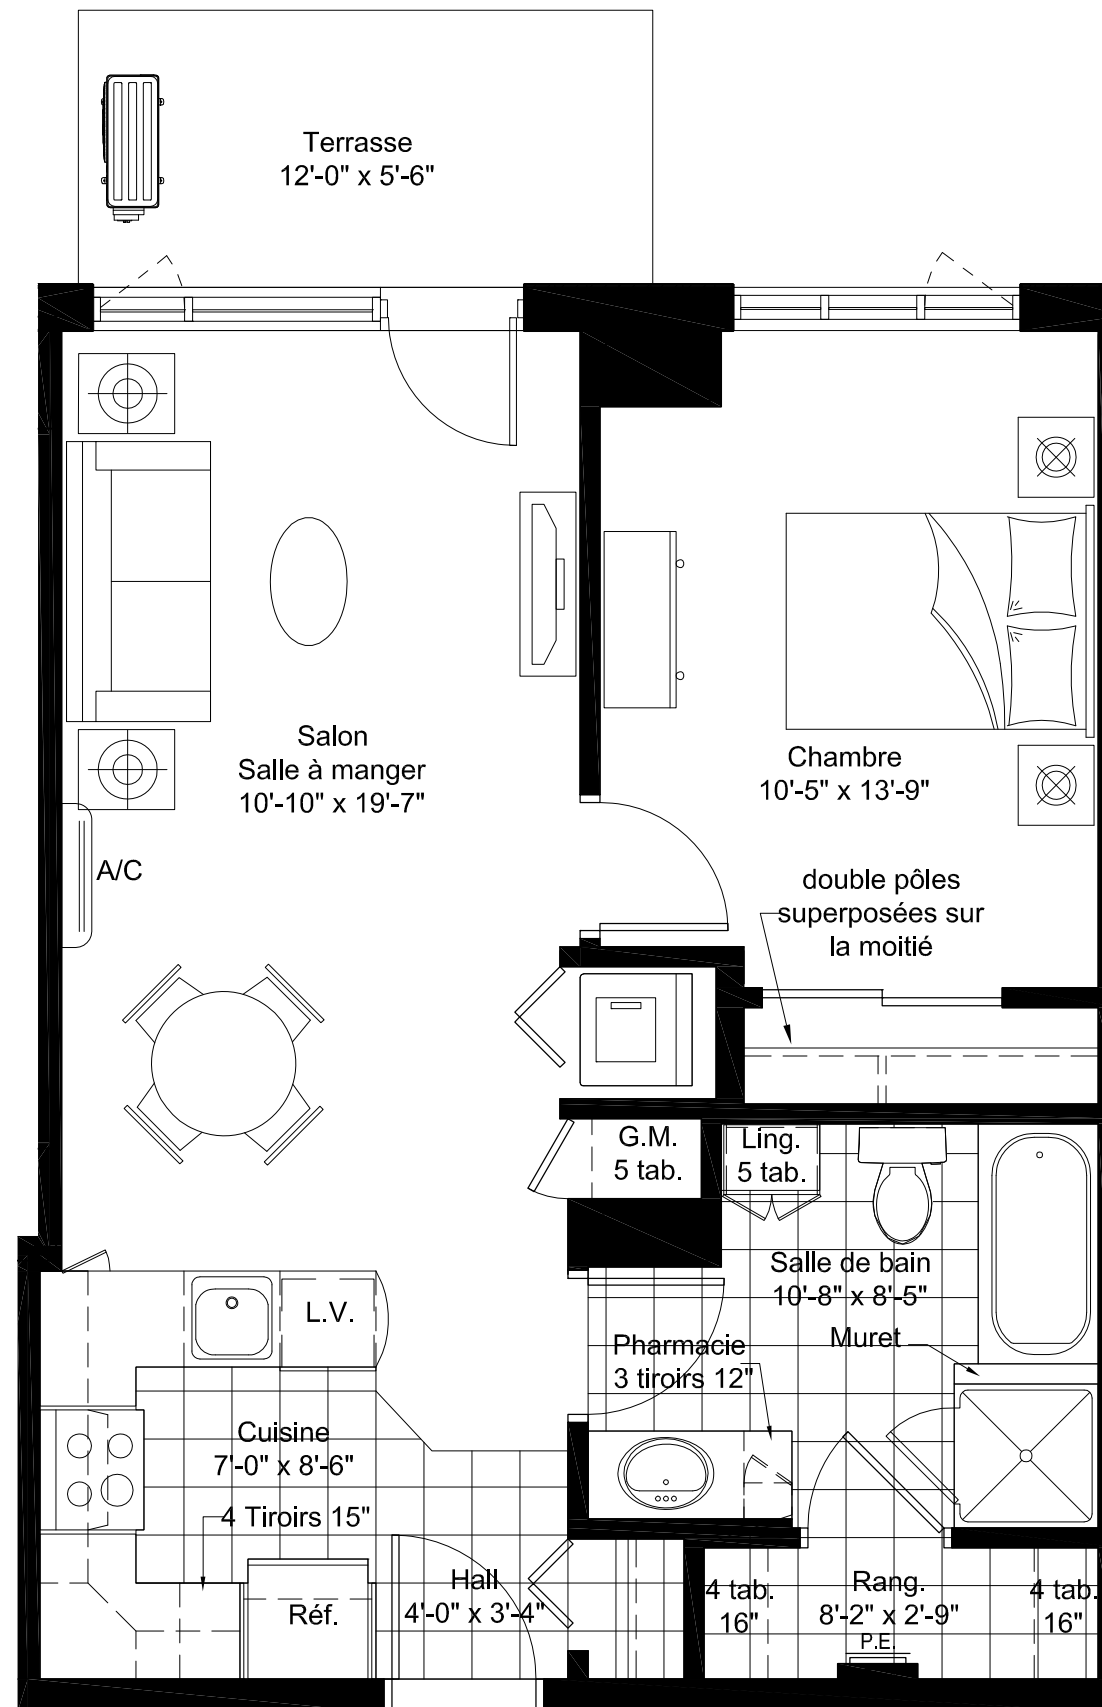 Terrasse
12'-0" x 5'-6"
Salon
Salle à manger
10'-10" x 19'-7"
Chambre
10'-5" x 13'-9"
A/C
double pôles
superposées sur
la moitié
G.M.
5 tab.
Ling.
5 tab.
Salle de bain
10'-8" x 8'-5"
L.V.
Muret
Pharmacie
3 tiroirs 12"
Cuisine
7'-0" x 8'-6"
4 Tiroirs 15"
Hall
4'-0" x 3'-4"
Réf.
4 tab.
16"
Rang.
8'-2" x 2'-9"
P.E.
4 tab.
16"